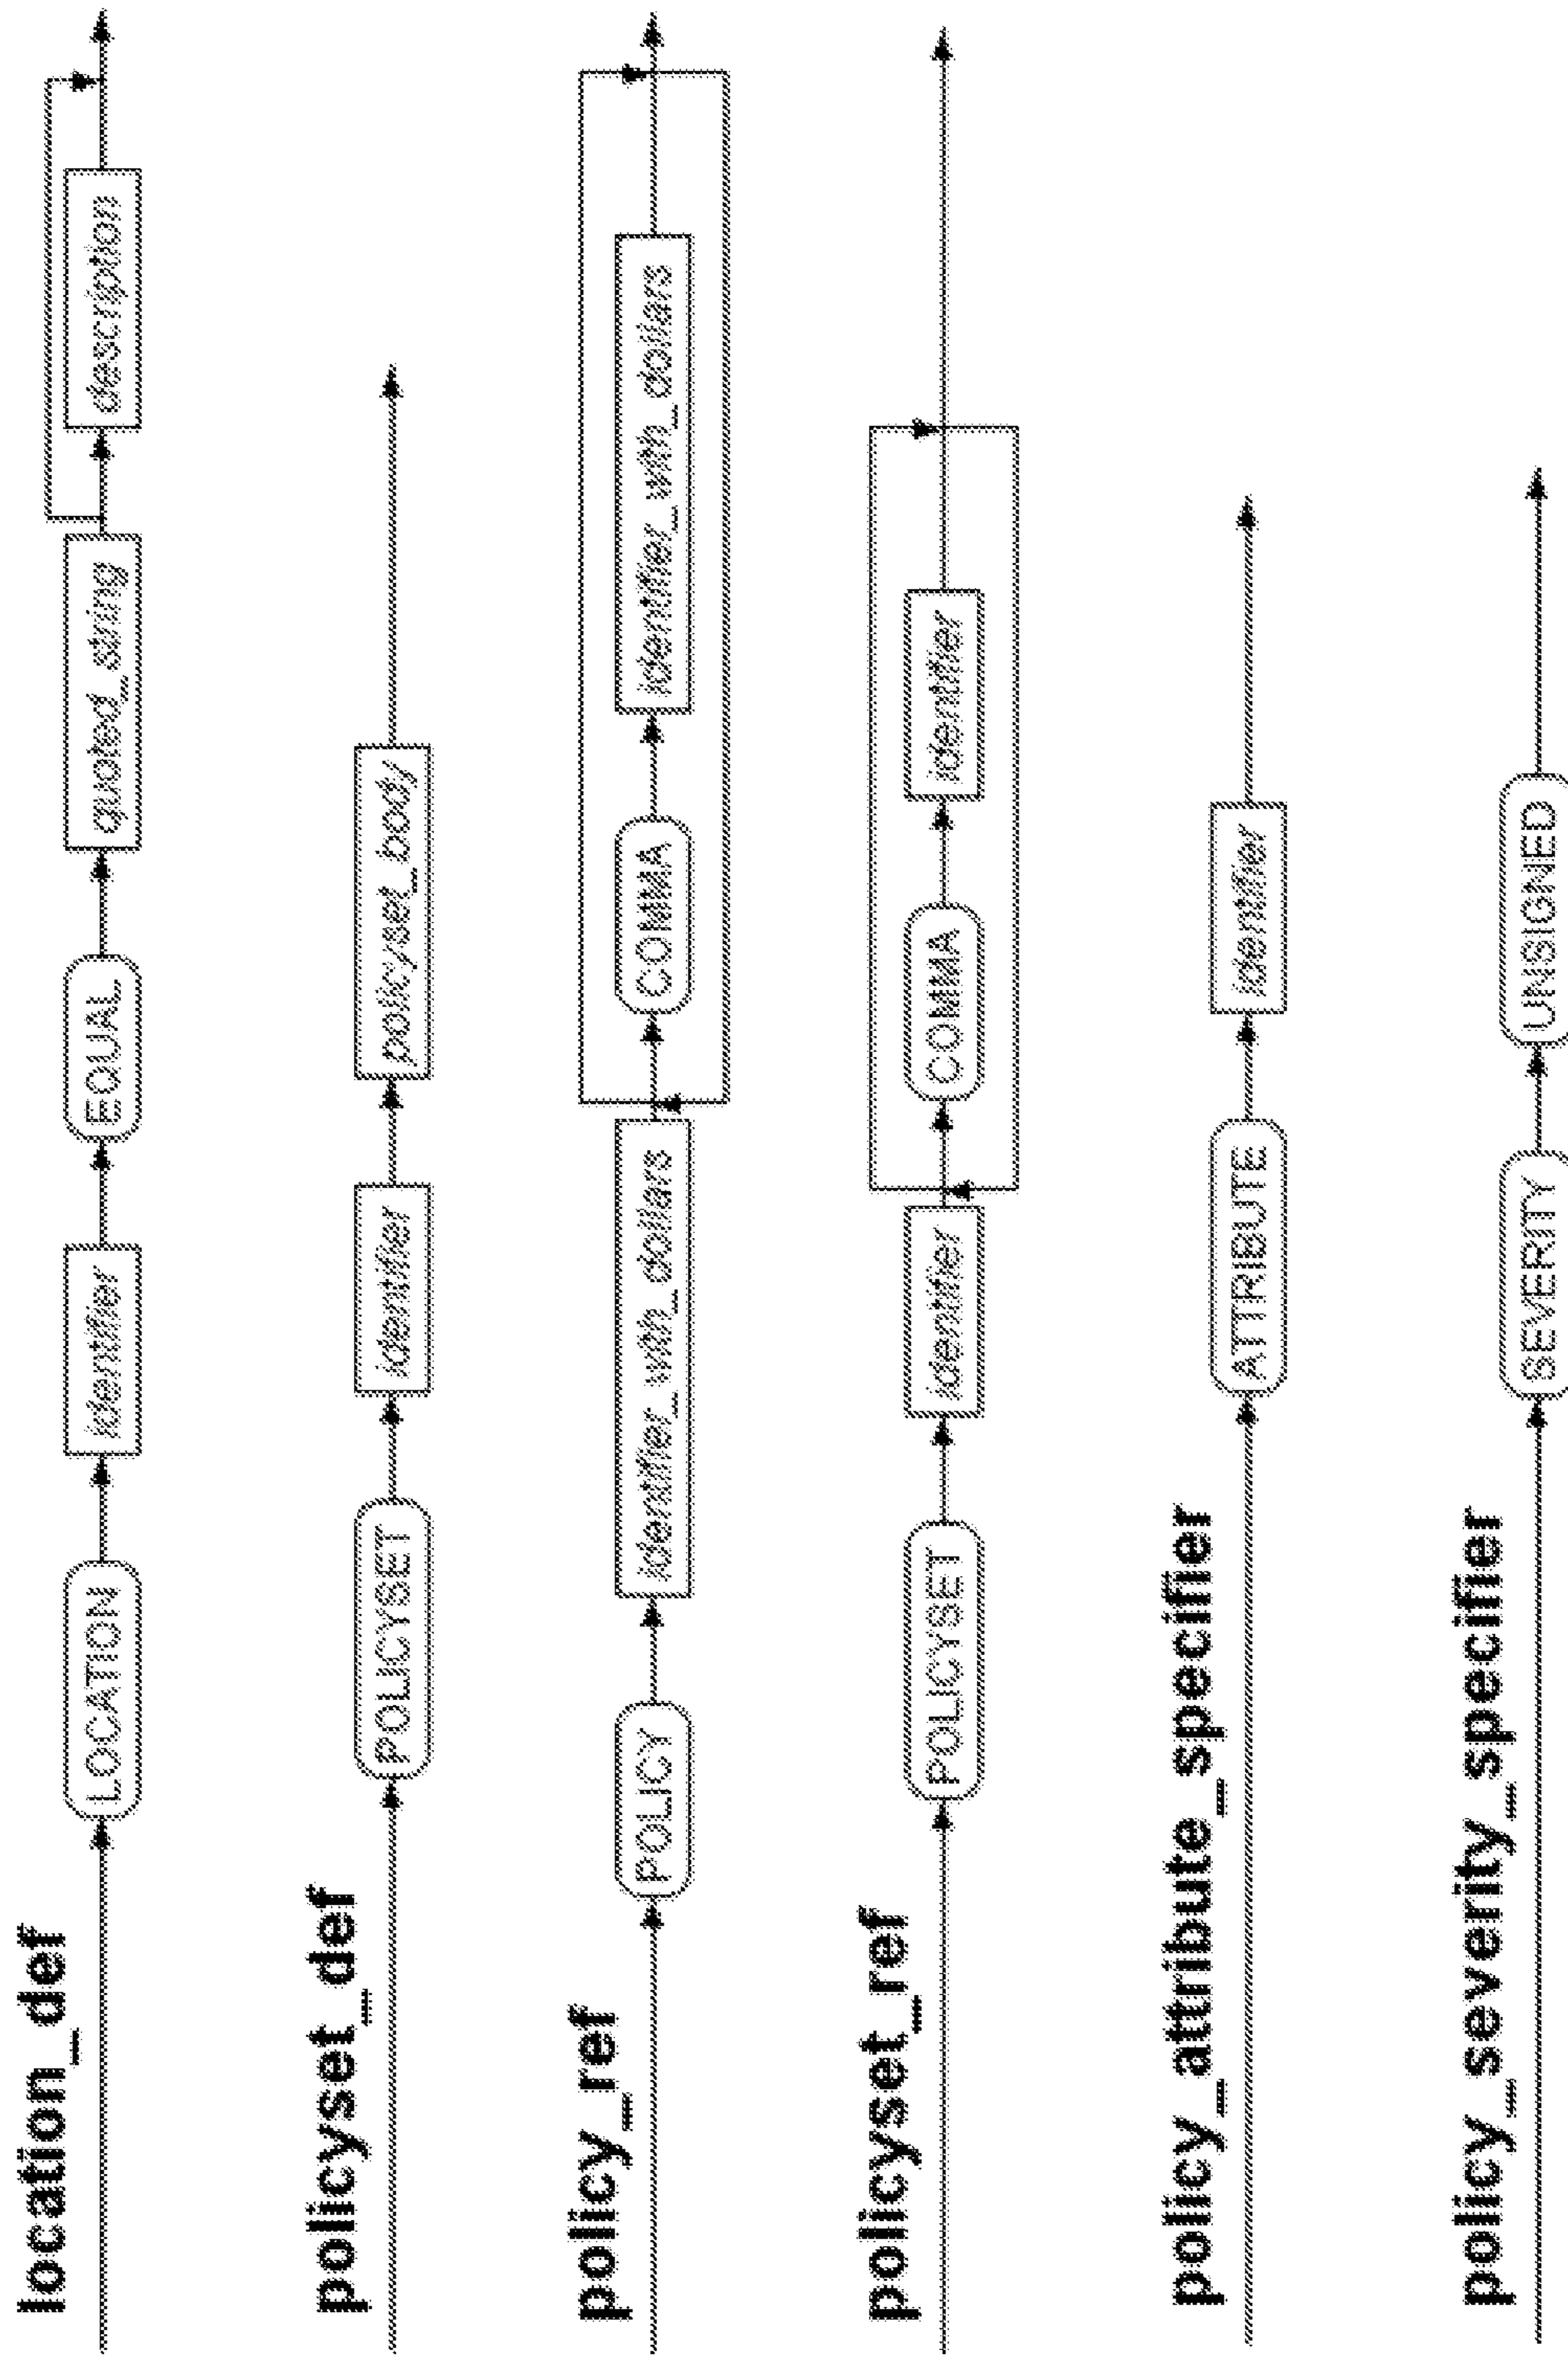 location_def
LOCATION identifier EQUAL quoted_string description
policyset_def
POLICYSET identifier policyset_body
policy_ref
POLICY identifier_with_dollars COMMA identifier_with_dollars
policyset_ref
POLICYSET identifier COMMA identifier
policy_attribute_specifier
ATTRIBUTE identifier
policy_severity_specifier
SEVERITY UNSIGNED